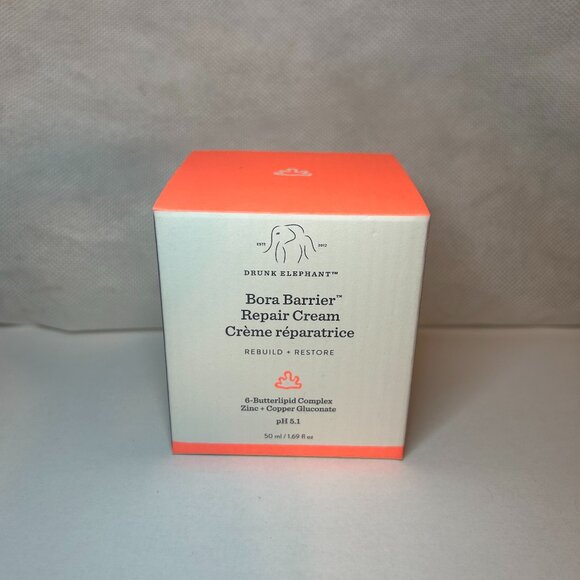 ESTD 2012
DRUNK ELEPHANT™
Bora Barrier™
Repair Cream
Crème réparatrice
REBUILD + RESTORE
6-Butterlipid Complex
Zinc + Copper Gluconate
pH 5.1
50 ml / 1.69 fl oz